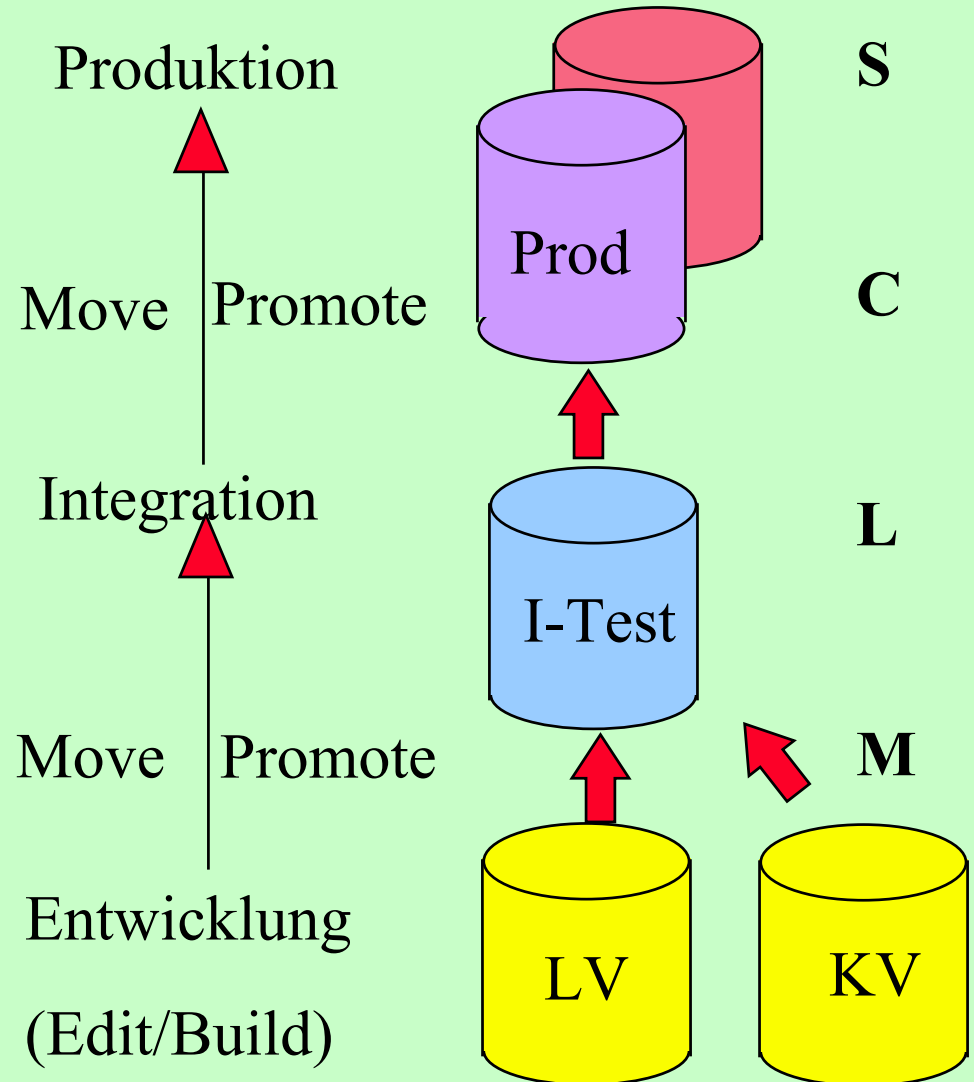 Produktion
S
Prod
Move
Promote
C
Integration
L
I-Test
Move
Promote
M
Entwicklung
(Edit/Build)
LV
KV